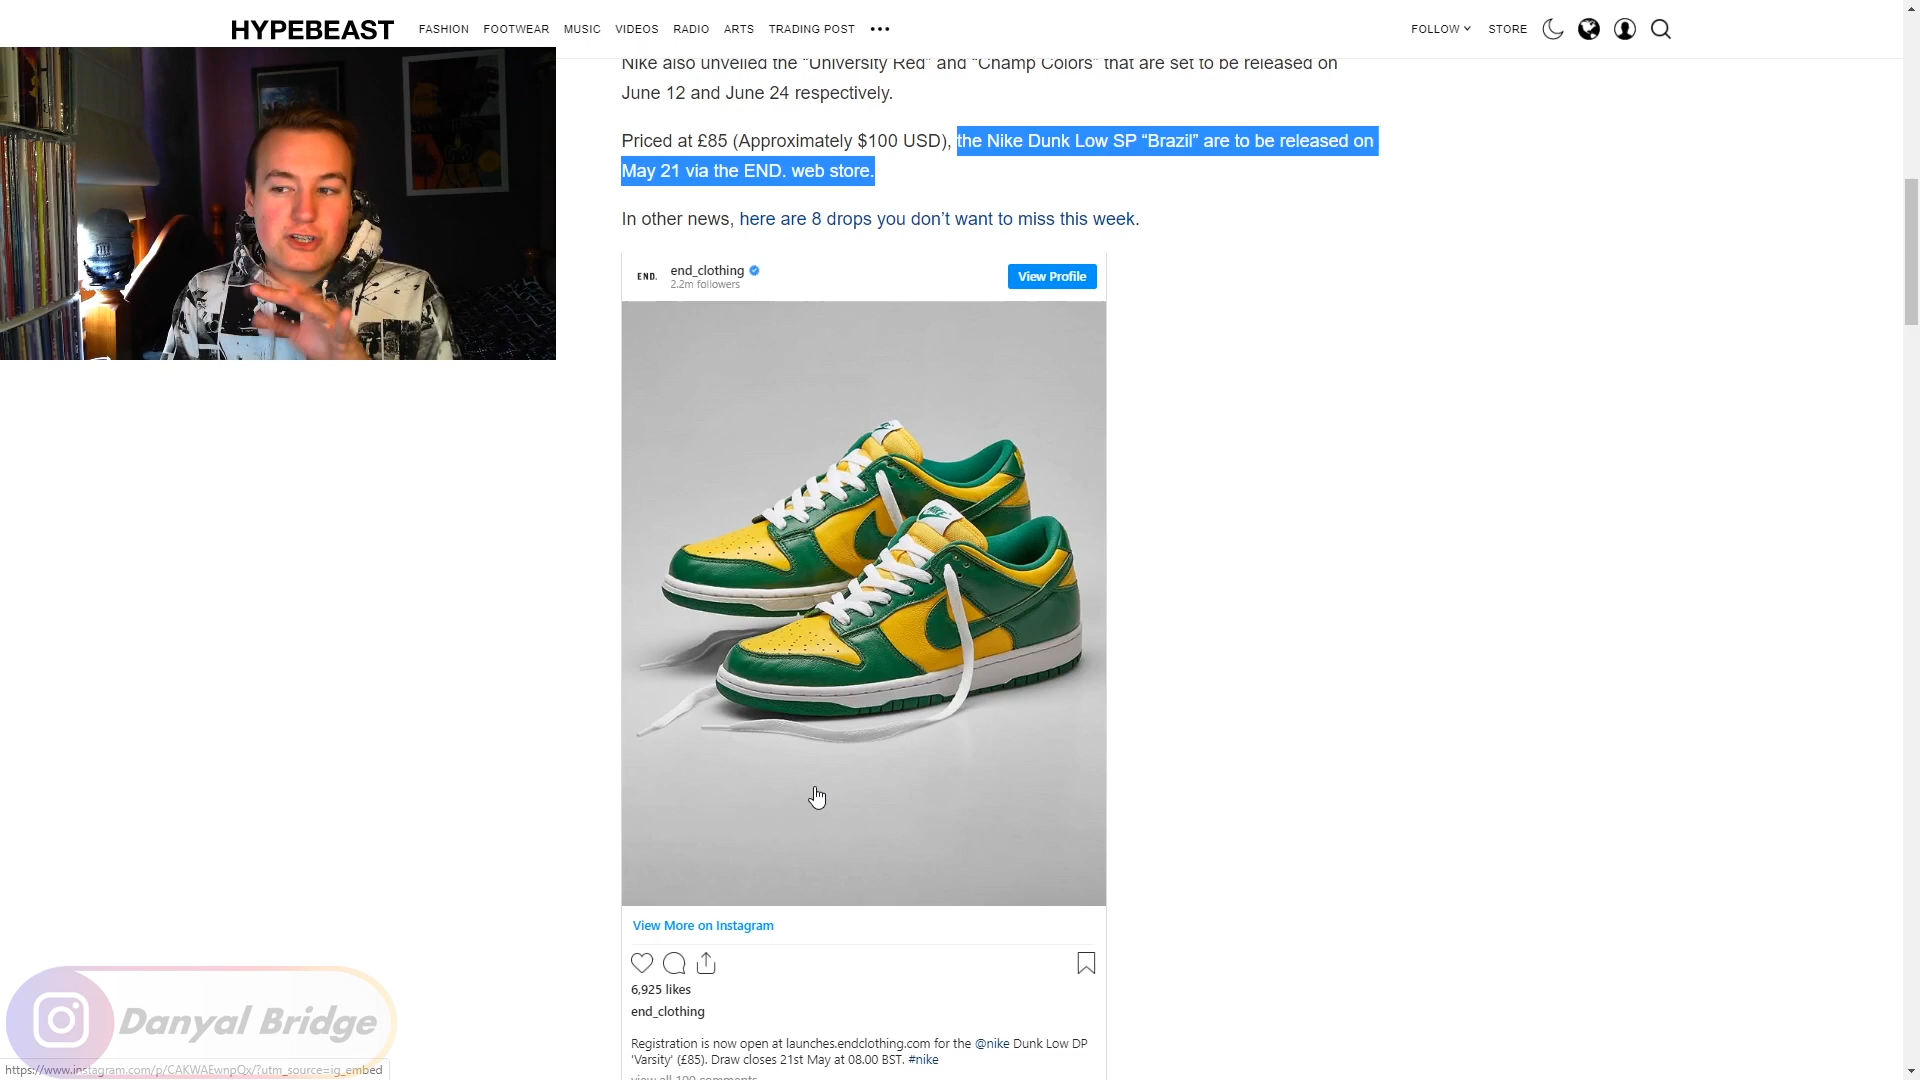 HYPEBEAST FASHION FOOTWEAR MUSIC VIDEOS RADIO ARTS TRADING POST ••• FOLLOW STORE
Nike also unveiled the “University Red” and “Champ Colors” that are set to be released on
June 12 and June 24 respectively.
Priced at £85 (Approximately $100 USD), the Nike Dunk Low SP “Brazil” are to be released on
May 21 via the END. web store.
In other news, here are 8 drops you don’t want to miss this week.
END. end_clothing View Profile
2.2m followers
View More on Instagram
6,925 likes
end_clothing
Registration is now open at launches.endclothing.com for the @nike Dunk Low DP
'Varsity' (£85). Draw closes 21st May at 08.00 BST. #nike
view all 100 comments
Danyal Bridge
https://www.instagram.com/p/CAKWAEwnpQx/?utm_source=ig_embed